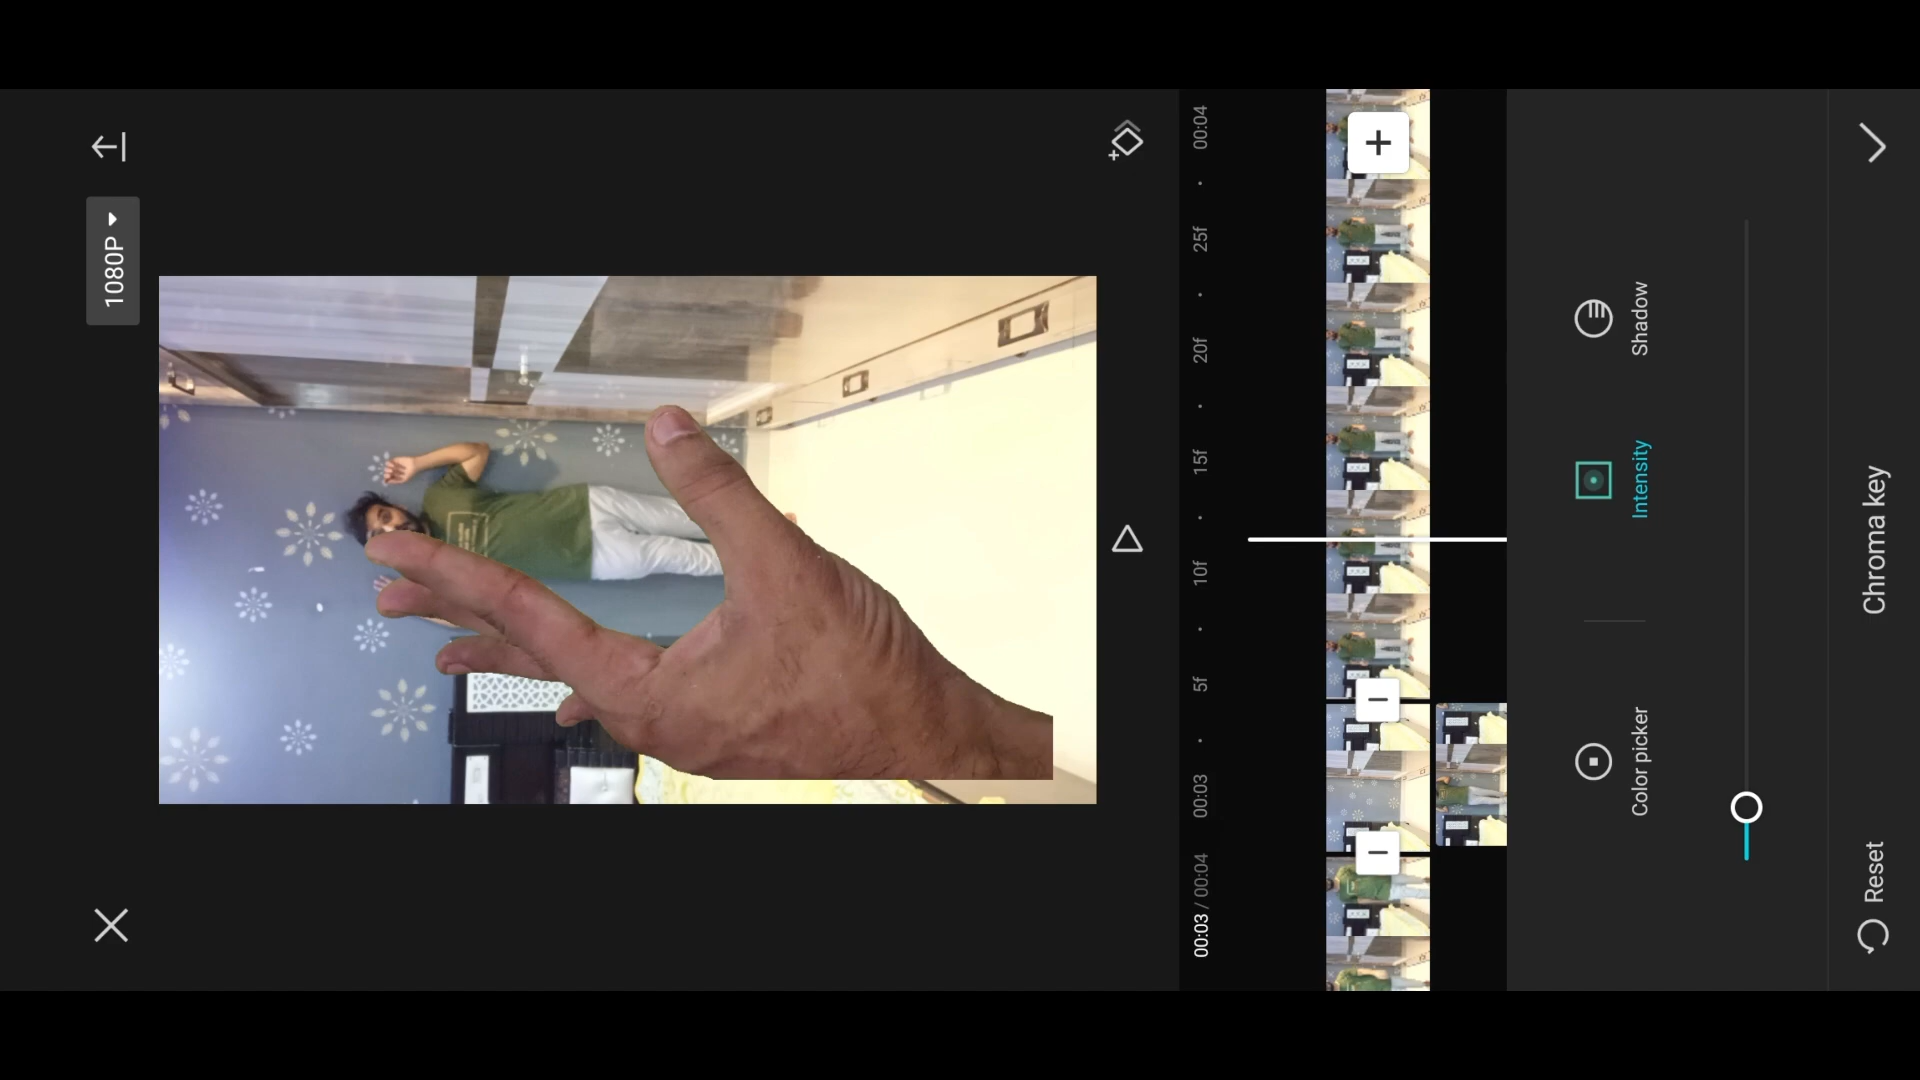 1080P
00:03 / 00:04
00:03
5f
10f
15f
20f
25f
00:04
Color picker
Intensity
Shadow
Reset
Chroma key